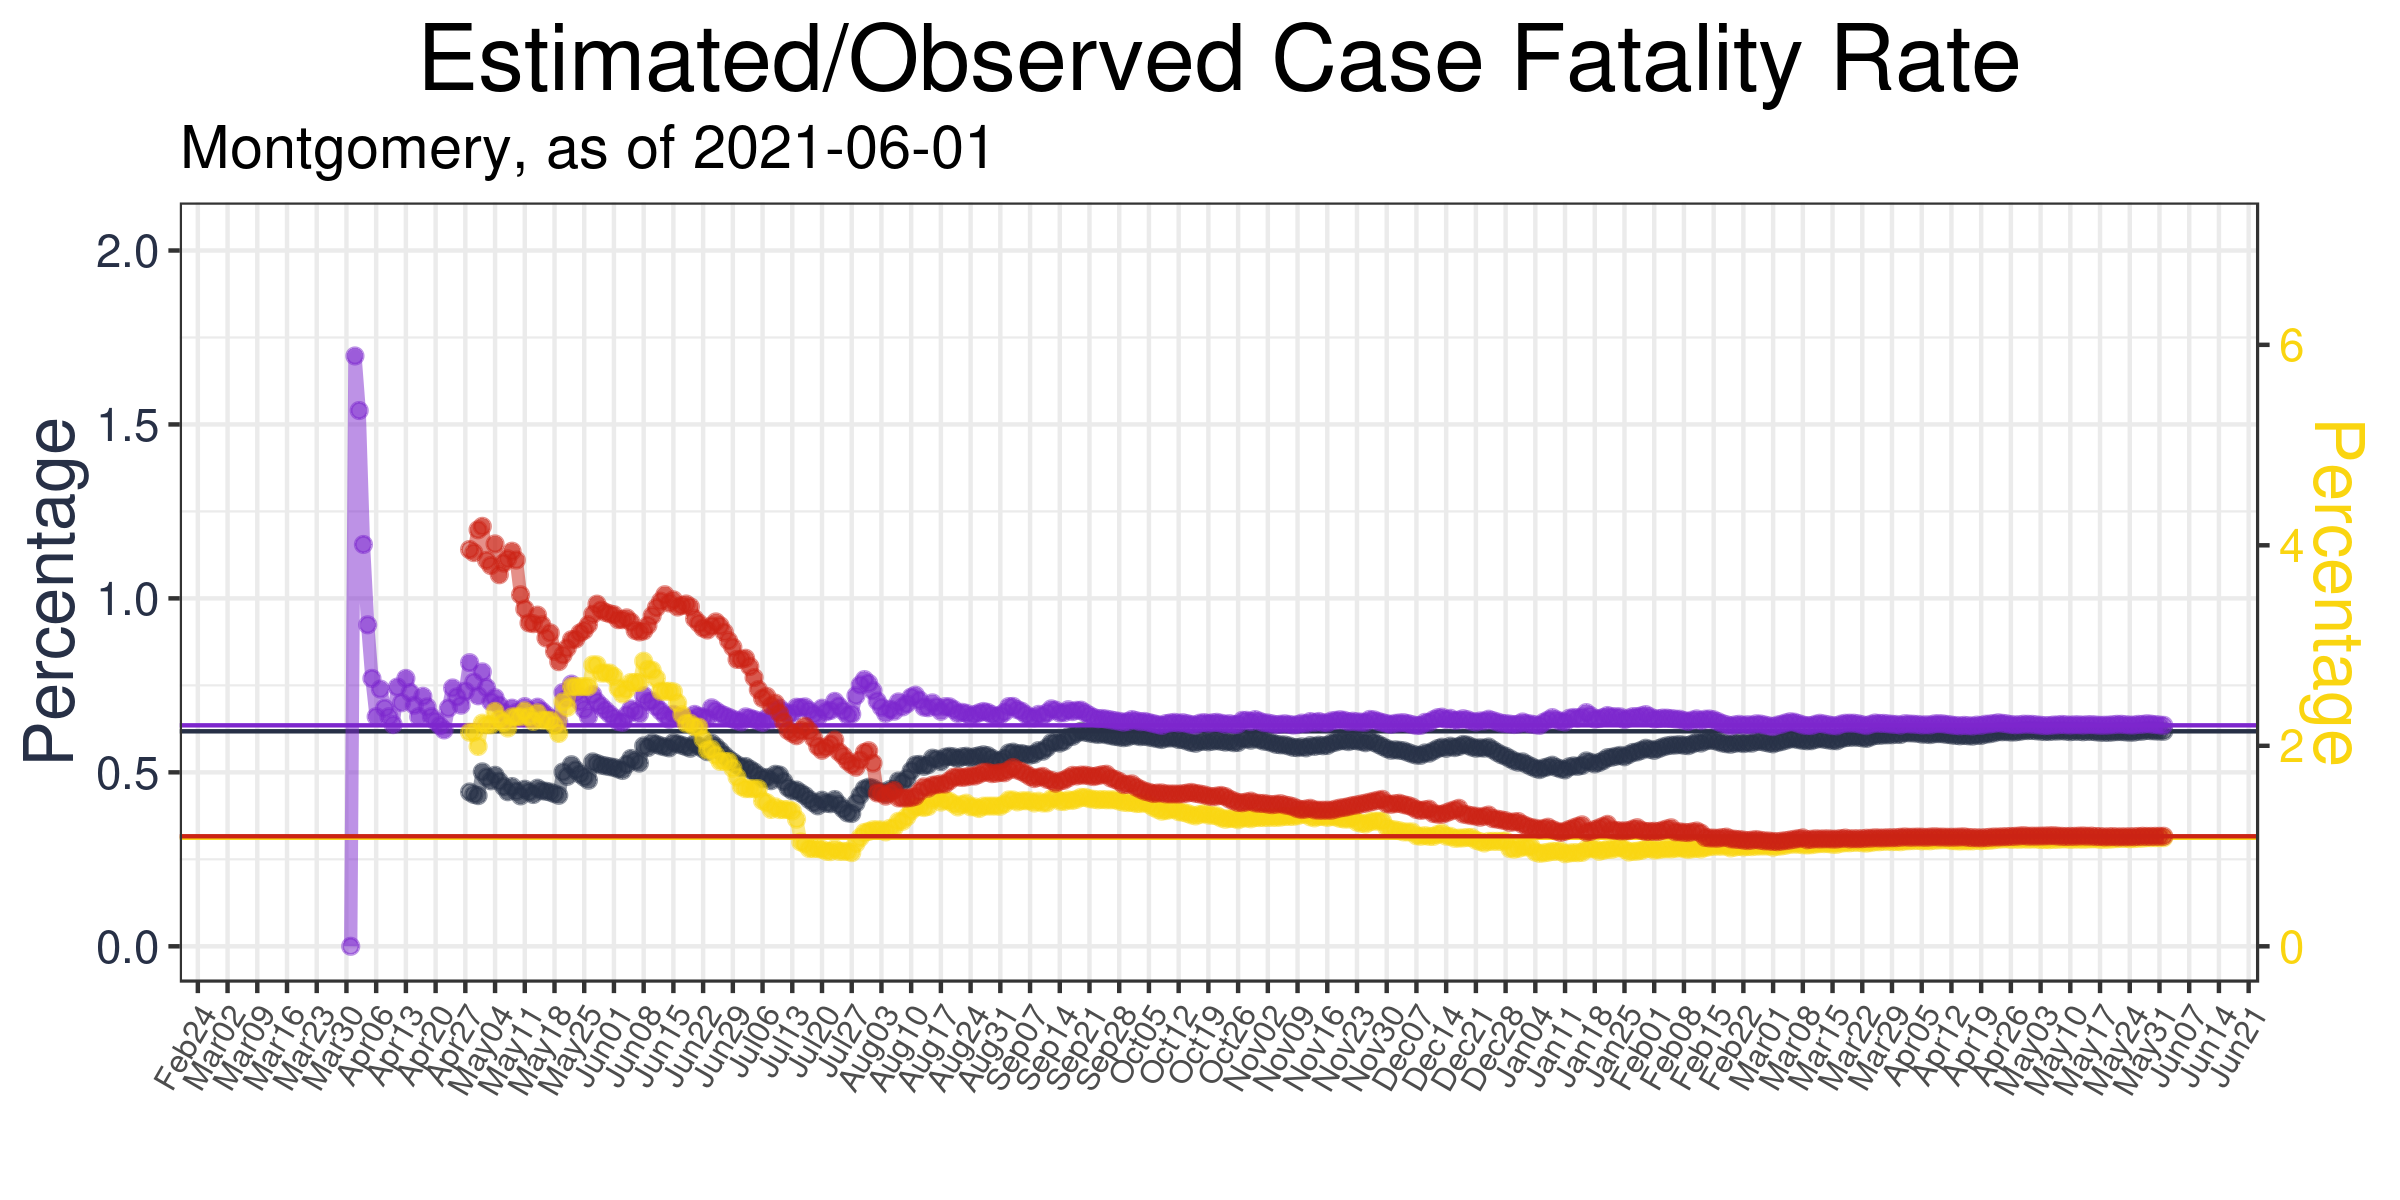 Estimated/Observed Case Fatality Rate
Montgomery, as of 2021-06-01
Percentage
2.0
1.5
1.0
0.5
0.0
6
4
2
0
Percentage
Feb24 Mar02 Mar09 Mar16 Mar23 Mar30 Apr06 Apr13 Apr20 Apr27 May04 May11 May18 May25 Jun01 Jun08 Jun15 Jun22 Jun29 Jul06 Jul13 Jul20 Jul27 Aug03 Aug10 Aug17 Aug24 Aug31 Sep07 Sep14 Sep21 Sep28 Oct05 Oct12 Oct19 Oct26 Nov02 Nov09 Nov16 Nov23 Nov30 Dec07 Dec14 Dec21 Dec28 Jan04 Jan11 Jan18 Jan25 Feb01 Feb08 Feb15 Feb22 Mar01 Mar08 Mar15 Mar22 Mar29 Apr05 Apr12 Apr19 Apr26 May03 May10 May17 May24 May31 Jun07 Jun14 Jun21